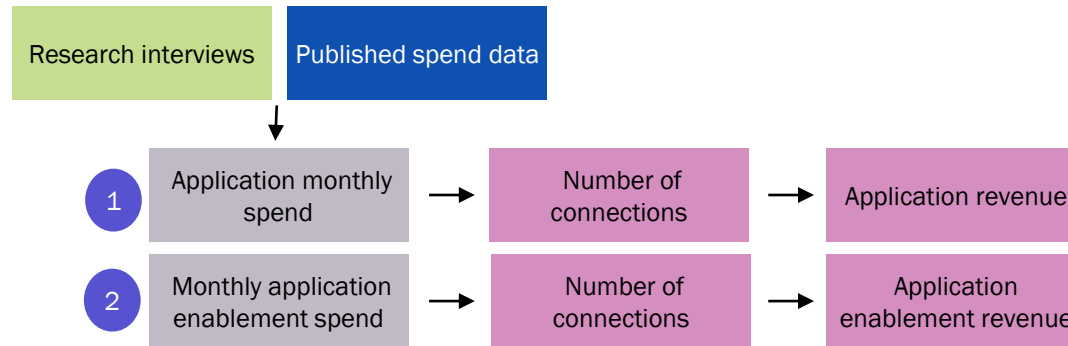 Research interviews
Published spend data
1
Application monthly
spend
Number of
connections
Application revenue
2
Monthly application
enablement spend
Number of
connections
Application
enablement revenue